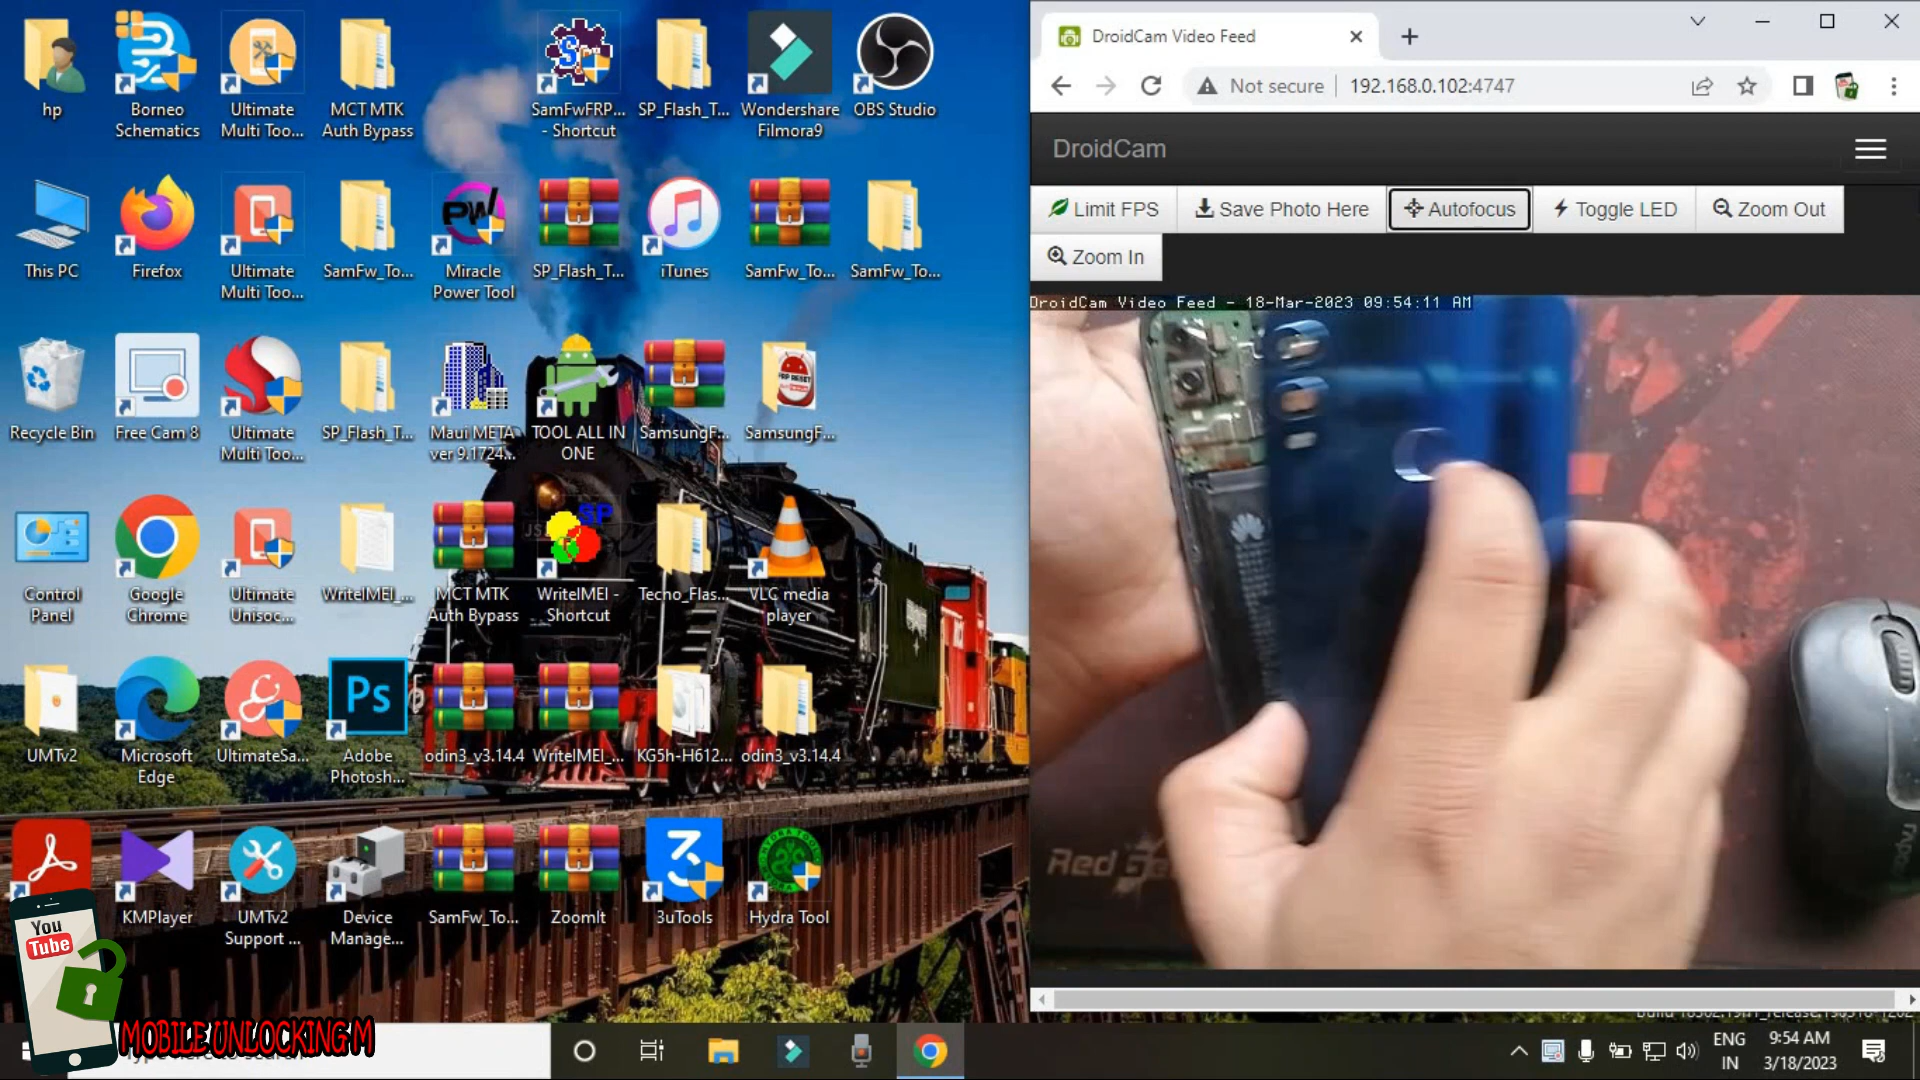 hp
Borneo
Schematics
Ultimate
Multi Too...
MCT MTK
Auth Bypass
SamFwFRP...
- Shortcut
SP_Flash_T...
Wondershare
Filmora9
OBS Studio
This PC
Firefox
Ultimate
Multi Too...
SamFw_To...
PW
Miracle
Power Tool
SP_Flash_T...
iTunes
SamFw_To...
SamFw_To...
Recycle Bin
Free Cam 8
Ultimate
Multi Too...
SP_Flash_T...
Maui META
ver 9.1724...
TOOL ALL IN
ONE
SamsungF...
SamsungF...
Control
Panel
Google
Chrome
Ultimate
Unisoc...
WriteIMEI_...
MCT MTK
Auth Bypass
SP
WriteIMEI -
Shortcut
Techo_Flas...
VLC media
player
UMTv2
Microsoft
Edge
UltimateSa...
Ps
Adobe
Photosh...
odin3_v3.14.4
WriteIMEI_...
KG5h-H612...
odin3_v3.14.4
KMPlayer
UMTv2
Support ...
Device
Manage...
SamFw_To...
ZoomIt
3uTools
Hydra Tool
You
Tube
MOBILE UNLOCKING M
DroidCam Video Feed
Not secure
192.168.0.102:4747
DroidCam
Limit FPS
Save Photo Here
Autofocus
Toggle LED
Zoom Out
Zoom In
DroidCam Video Feed - 18-Mar-2023 09:54:11 AM
Red
rapoo
ENG
IN
9:54 AM
3/18/2023